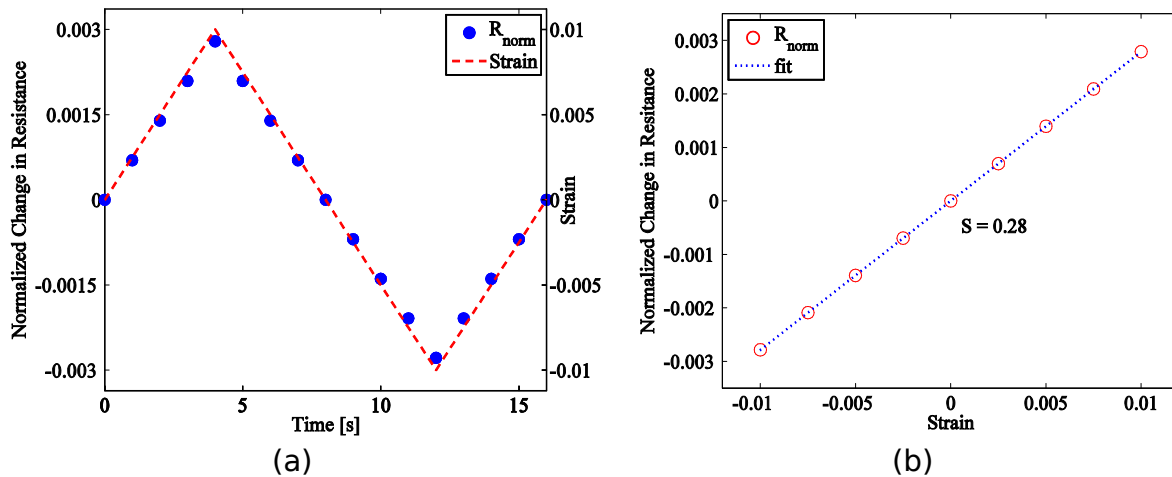 Normalized Change in Resistance
0.003
0.0015
0
-0.0015
-0.003
R_norm
Strain
0.01
0.005
0
-0.005
-0.01
Strain
0 5 10 15
Time [s]
(a)
Normalized Change in Resitance
0.003
0.002
0.001
0
-0.001
-0.002
-0.003
R_norm
fit
S = 0.28
-0.01 -0.005 0 0.005 0.01
Strain
(b)